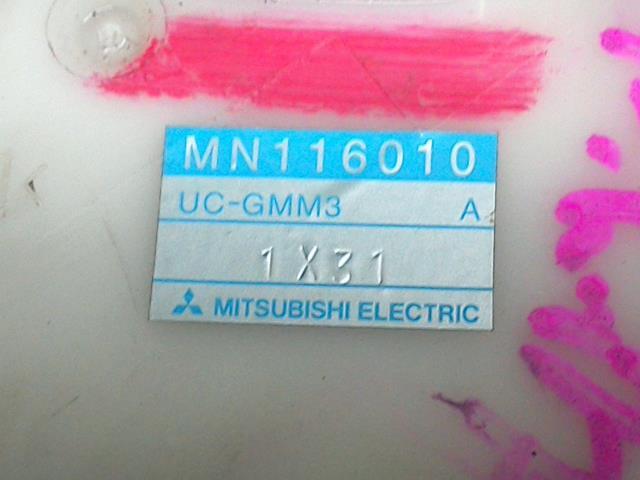 MN116010
UC-GMM3 A
1X31
MITSUBISHI ELECTRIC